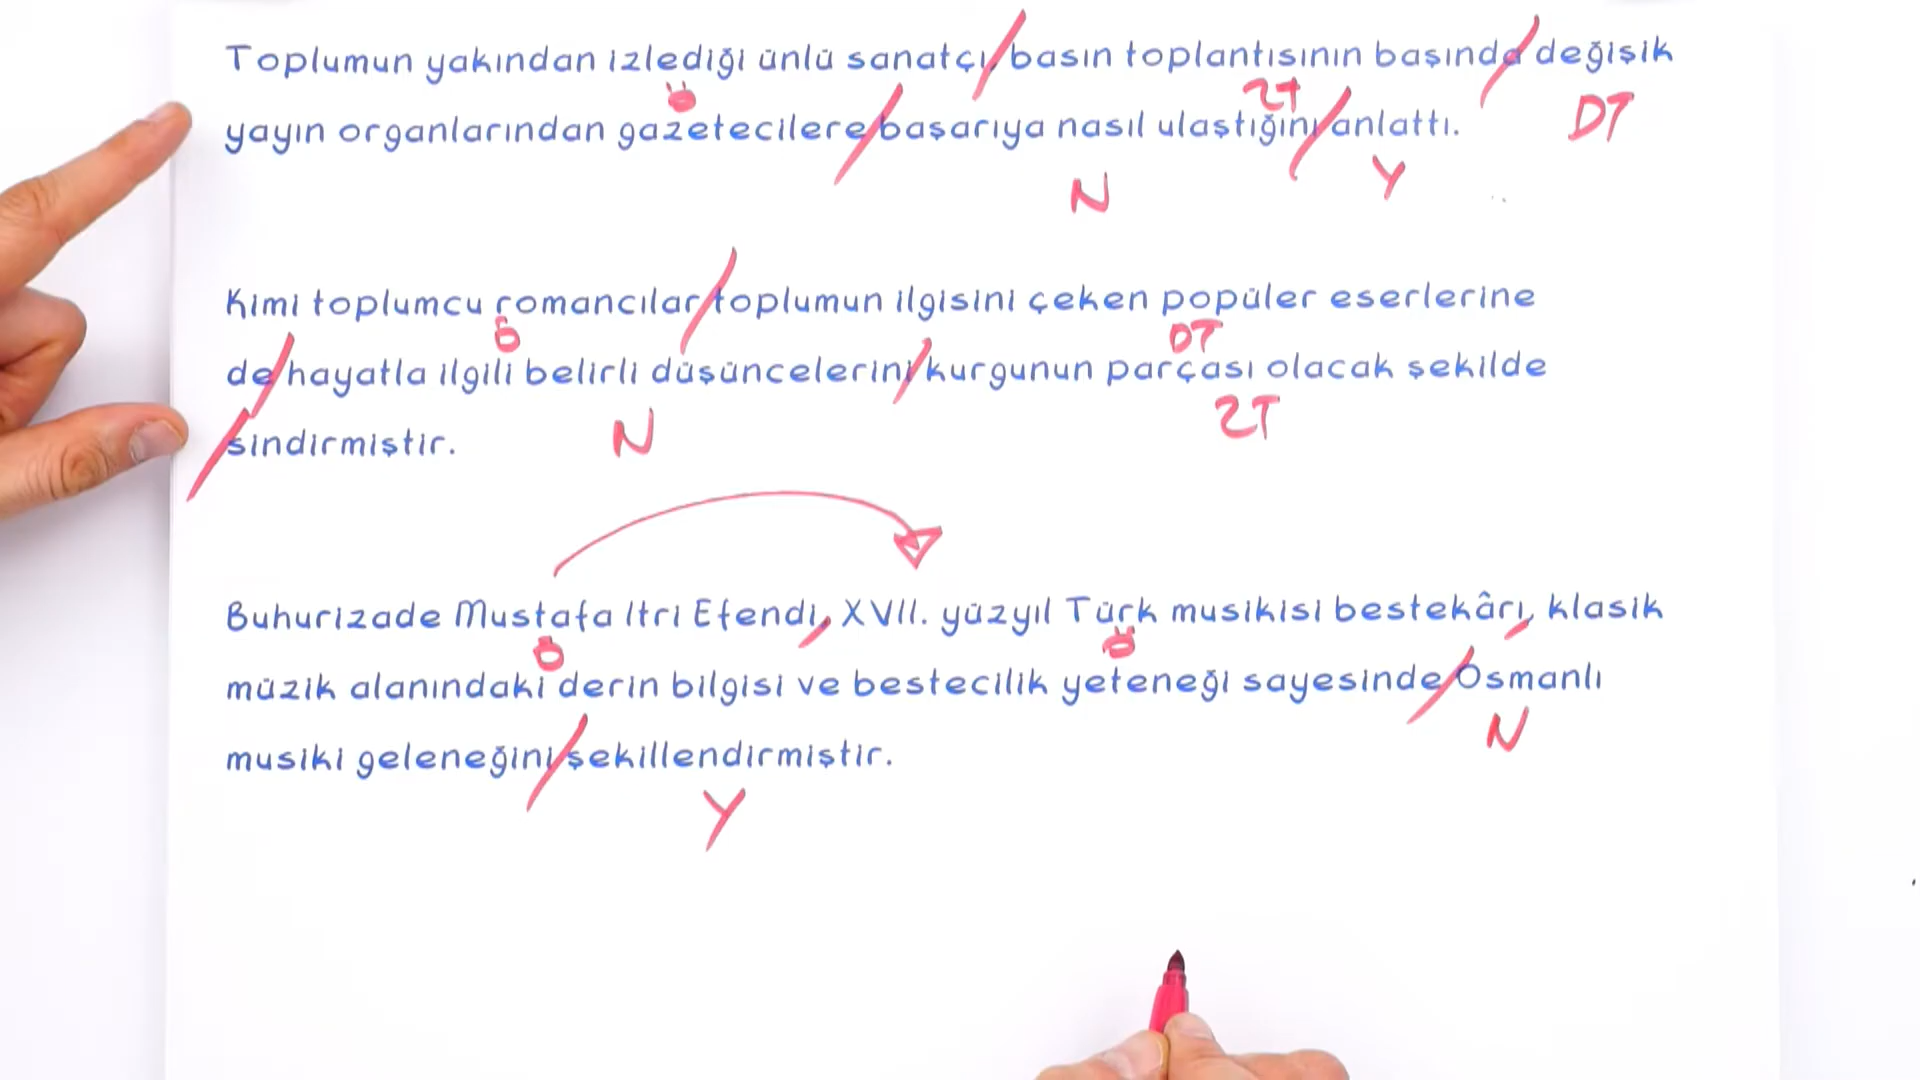 Toplumun yakından izlediği ünlü sanatçı, basın toplantısının başında değişik
Ö ZT DT
yayın organlarından gazetecilere başarıya nasıl ulaştığını anlattı.
N Y
Kimi toplumcu romancılar toplumun ilgisini çeken popüler eserlerine
Ö DT
de hayatla ilgili belirli düşüncelerini kurgunun parçası olacak şekilde
N ZT
sindirmiştir.
Buhurizade Mustafa Itri Efendi, XVII. yüzyıl Türk musikisi bestekârı, klasik
Ö Ö
müzik alanındaki derin bilgisi ve bestecilik yeteneği sayesinde Osmanlı
N
musiki geleneğini şekillendirmiştir.
Y